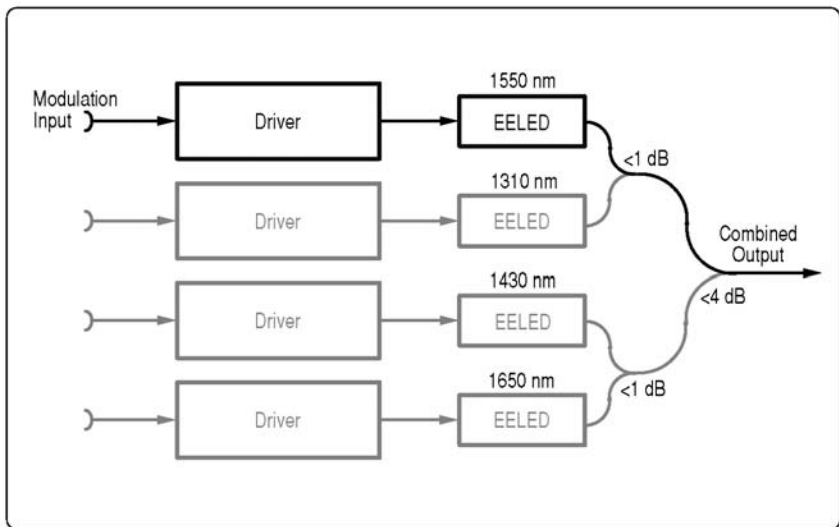 Modulation
Input
Driver
1550 nm
EELED
<1 dB
Driver
1310 nm
EELED
Combined
Output
<4 dB
Driver
1430 nm
EELED
<1 dB
Driver
1650 nm
EELED